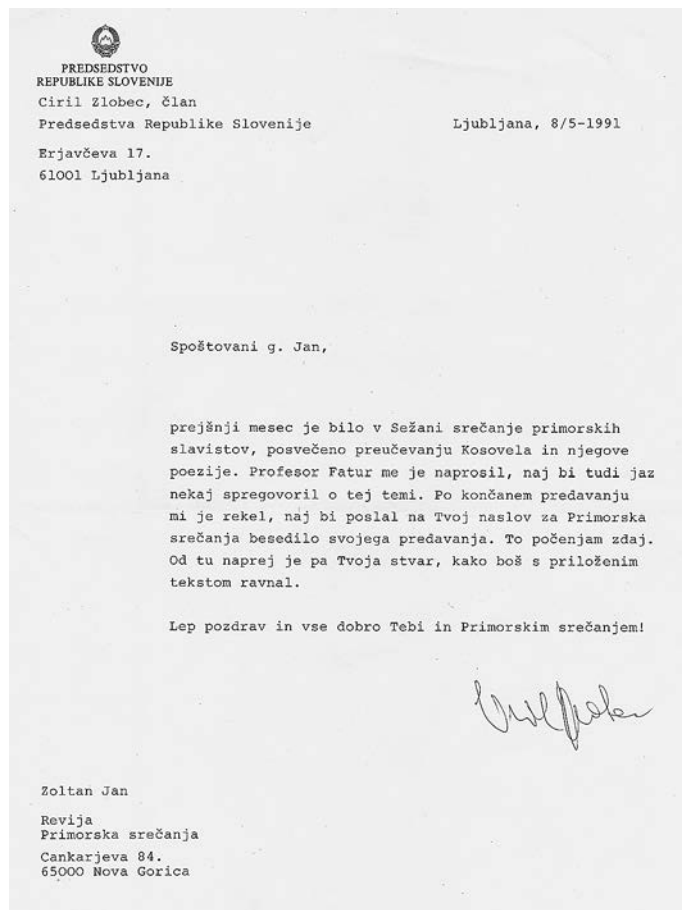 PREDSEDSTVO
REPUBLIKE SLOVENIJE
Ciril Zlobec, član
Predsedstva Republike Slovenije
Ljubljana, 8/5-1991
Erjavčeva 17.
61001 Ljubljana
Spoštovani g. Jan,
prejšnji mesec je bilo v Sežani srečanje primorskih
slavistov, posvečeno preučevanju Kosovela in njegove
poezije. Profesor Fatur me je naprosil, naj bi tudi jaz
nekaj spregovoril o tej temi. Po končanem predavanju
mi je rekel, naj bi poslal na Tvoj naslov za Primorska
srečanja besedilo svojega predavanja. To počenjam zdaj.
Od tu naprej je pa Tvoja stvar, kako boš s priloženim
tekstom ravnal.
Lep pozdrav in vse dobro Tebi in Primorskim srečanjem!
Zoltan Jan
Revija
Primorska srečanja
Cankarjeva 84.
65000 Nova Gorica